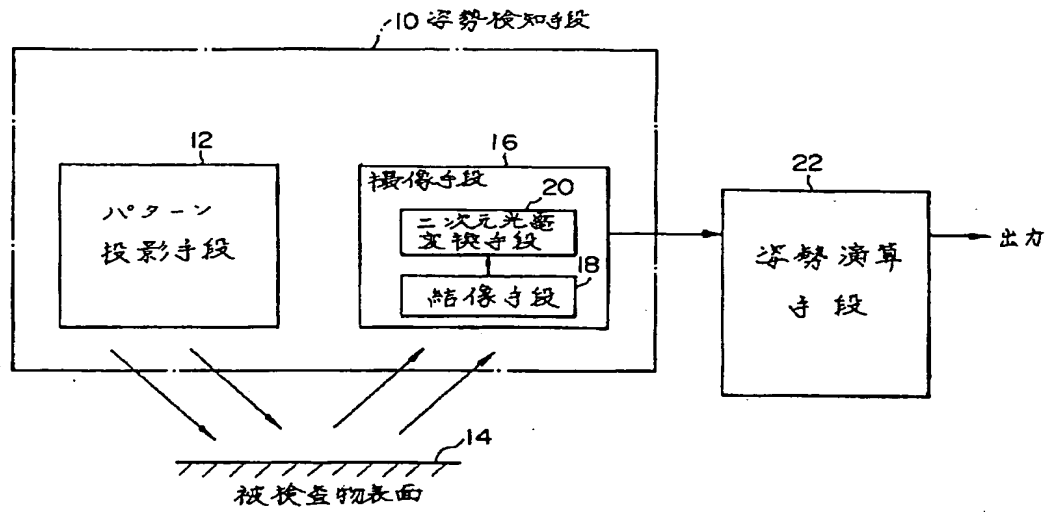 10 姿勢検知手段
12
パターン
投影手段
16
撮像手段
20
二次元光電
変換手段
18
結像手段
22
姿勢演算
手段
出力
14
被検査物表面